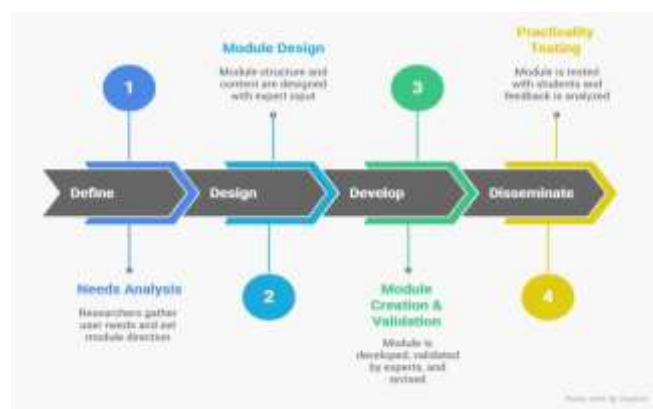 1
Define
Needs Analysis
Researchers gather
user needs and set
module direction
Module Design
Module structure and
content are designed
with expert input
Design
2
3
Develop
Module
Creation &
Validation
Module is
developed, validated
by experts, and
revised
Practicality
Testing
Module is tested
with students and
feedback is analyzed
Disseminate
4